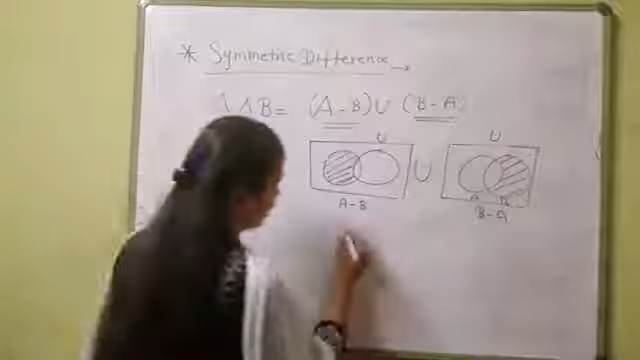 * Symmetric Difference →
A Δ B = (A - B) ∪ (B - A)
U U
∪
A B
A - B B - A